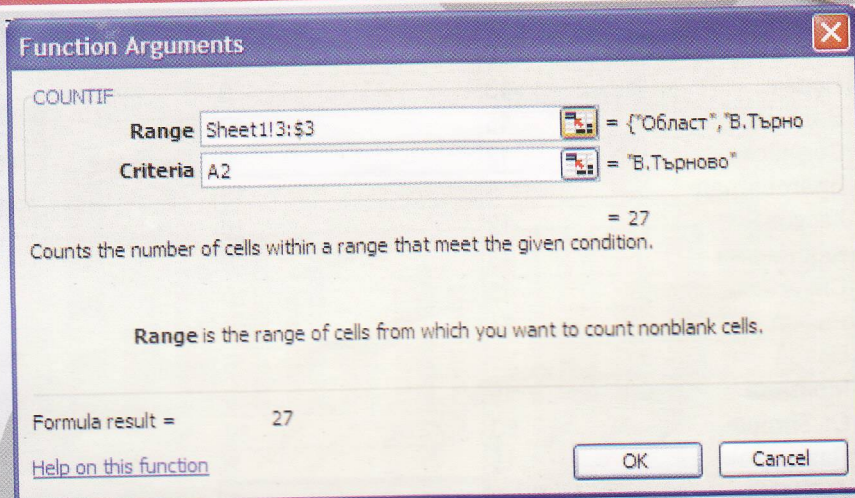 Function Arguments
COUNTIF
Range Sheet1!3:$3 = {"Област","В.Търно
Criteria A2 = "В.Търново"
= 27
Counts the number of cells within a range that meet the given condition.
Range is the range of cells from which you want to count nonblank cells.
Formula result = 27
Help on this function
OK Cancel